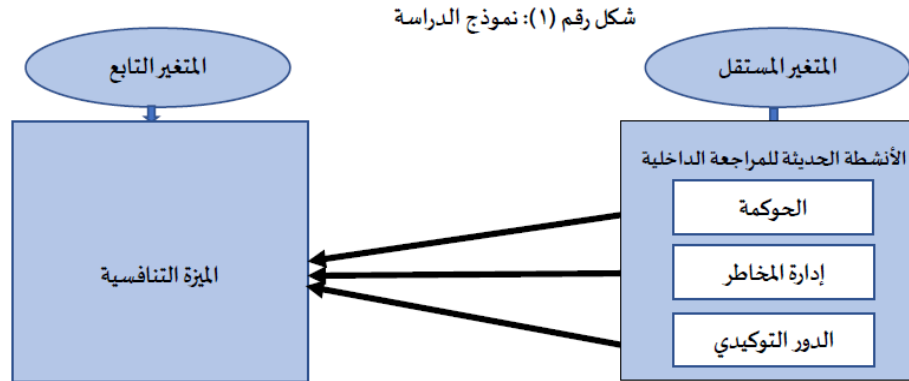 شكل رقم (١): نموذج الدراسة
المتغير المستقل
المتغير التابع
الأنشطة الحديثة للمراجعة الداخلية
الحوكمة
إدارة المخاطر
الدور التوكيدي
الميزة التنافسية